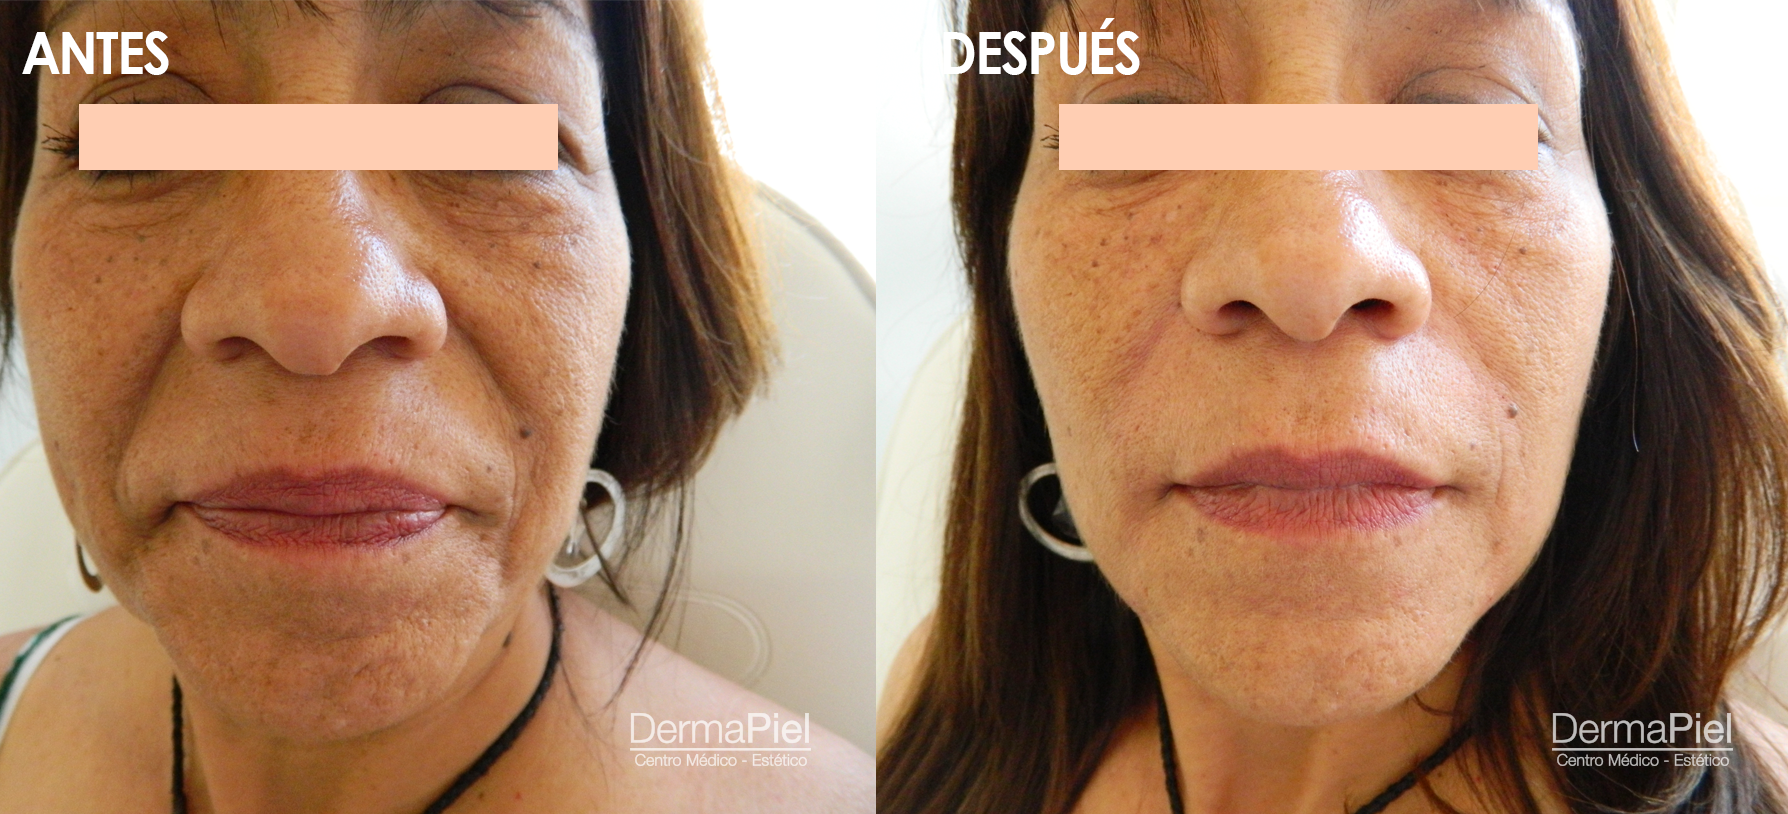 ANTES
DESPUÉS
DermaPiel
Centro Médico - Estético
DermaPiel
Centro Médico - Estético